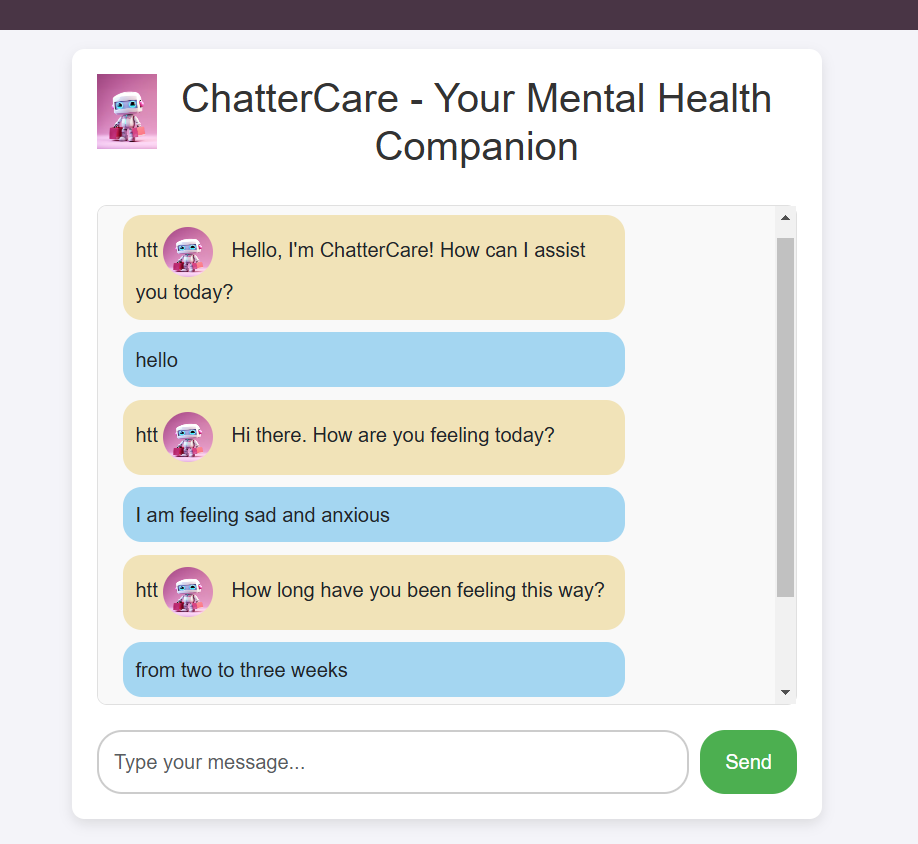 ChatterCare - Your Mental Health
Companion
htt Hello, I'm ChatterCare! How can I assist
you today?
hello
htt Hi there. How are you feeling today?
I am feeling sad and anxious
htt How long have you been feeling this way?
from two to three weeks
Type your message...
Send